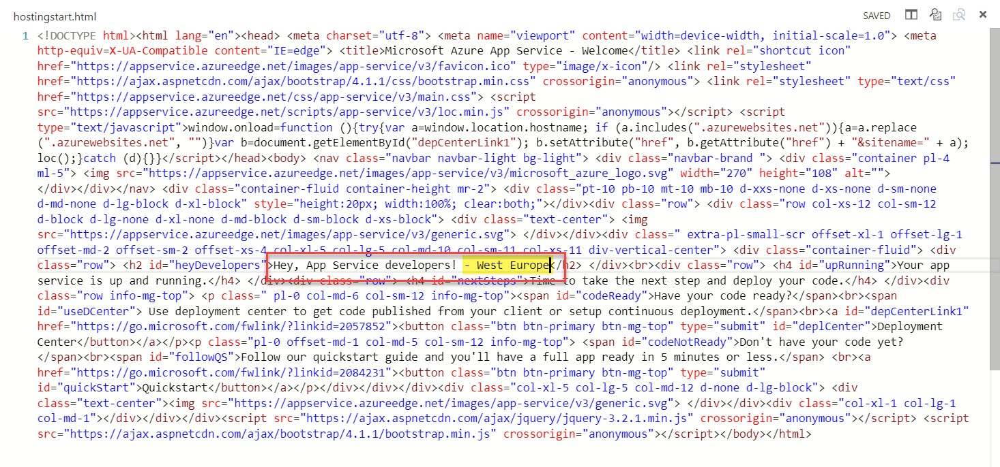 hostingstart.html
SAVED
1 <!DOCTYPE html><html lang="en"><head> <meta charset="utf-8"> <meta name="viewport" content="width=device-width, initial-scale=1.0"> <meta
http-equiv=X-UA-Compatible content="IE=edge"> <title>Microsoft Azure App Service - Welcome</title> <link rel="shortcut icon"
href="https://appservice.azureedge.net/images/app-service/v3/favicon.ico" type="image/x-icon"/> <link rel="stylesheet"
href="https://ajax.aspnetcdn.com/ajax/bootstrap/4.1.1/css/bootstrap.min.css" crossorigin="anonymous"> <link rel="stylesheet" type="text/css"
href="https://appservice.azureedge.net/css/app-service/v3/main.css"> <script
src="https://appservice.azureedge.net/scripts/app-service/v3/loc.min.js" crossorigin="anonymous"></script> <script
type="text/javascript">window.onload=function (){try{var a=window.location.hostname; if (a.includes(".azurewebsites.net")){a=a.replace
(".azurewebsites.net", "")}var b=document.getElementById("depCenterLink1"); b.setAttribute("href", b.getAttribute("href") + "&sitename=" + a);
loc();}catch (d){}}</script></head><body> <nav class="navbar navbar-light bg-light"> <div class="navbar-brand "> <div class="container pl-4
ml-5"> <img src="https://appservice.azureedge.net/images/app-service/v3/microsoft_azure_logo.svg" width="270" height="108" alt="">
</div></div></nav> <div class="container-fluid container-height mr-2"> <div class="pt-10 pb-10 mt-10 mb-10 d-xxs-none d-xs-none d-sm-none
d-md-none d-lg-block d-xl-block" style="height:20px; width:100%; clear:both;"></div><div class="row"> <div class="row col-xs-12 col-sm-12
d-block d-lg-none d-xl-none d-md-block d-sm-block d-xs-block"> <div class="text-center"> <img
src="https://appservice.azureedge.net/images/app-service/v3/generic.svg"> </div></div><div class=" extra-pl-small-scr offset-xl-1 offset-lg-1
offset-md-2 offset-sm-2 offset-xs-4 col-xl-5 col-lg-5 col-md-10 col-sm-11 col-xs-11 div-vertical-center"> <div class="container-fluid"> <div
class="row"> <h2 id="heyDevelopers">Hey, App Service developers! - West Europe</h2> </div><br><div class="row"> <h4 id="upRunning">Your app
service is up and running.</h4> </div><div class="row"> <h4 id="nextSteps">Time to take the next step and deploy your code.</h4> </div><div
class="row info-mg-top"> <p class=" pl-0 col-md-6 col-sm-12 info-mg-top"><span id="codeReady">Have your code ready?</span><br><span
id="useDCenter"> Use deployment center to get code published from your client or setup continuous deployment.</span><br><a id="depCenterLink1"
href="https://go.microsoft.com/fwlink/?linkid=2057852"><button class="btn btn-primary btn-mg-top" type="submit" id="deplCenter">Deployment
Center</button></a></p><p class="pl-0 offset-md-1 col-md-5 col-sm-12 info-mg-top"> <span id="codeNotReady">Don't have your code yet?
</span><br><span id="followQS">Follow our quickstart guide and you'll have a full app ready in 5 minutes or less.</span> <br><a
href="https://go.microsoft.com/fwlink/?linkid=2084231"><button class="btn btn-primary btn-mg-top" type="submit"
id="quickStart">Quickstart</button></a></p></div></div></div><div class="col-xl-5 col-lg-5 col-md-12 d-none d-lg-block"> <div
class="text-center"><img src="https://appservice.azureedge.net/images/app-service/v3/generic.svg"> </div></div><div class="col-xl-1 col-lg-1
col-md-1"></div></div></div><script src="https://ajax.aspnetcdn.com/ajax/jquery/jquery-3.2.1.min.js" crossorigin="anonymous"></script> <script
src="https://ajax.aspnetcdn.com/ajax/bootstrap/4.1.1/bootstrap.min.js" crossorigin="anonymous"></script></body></html>